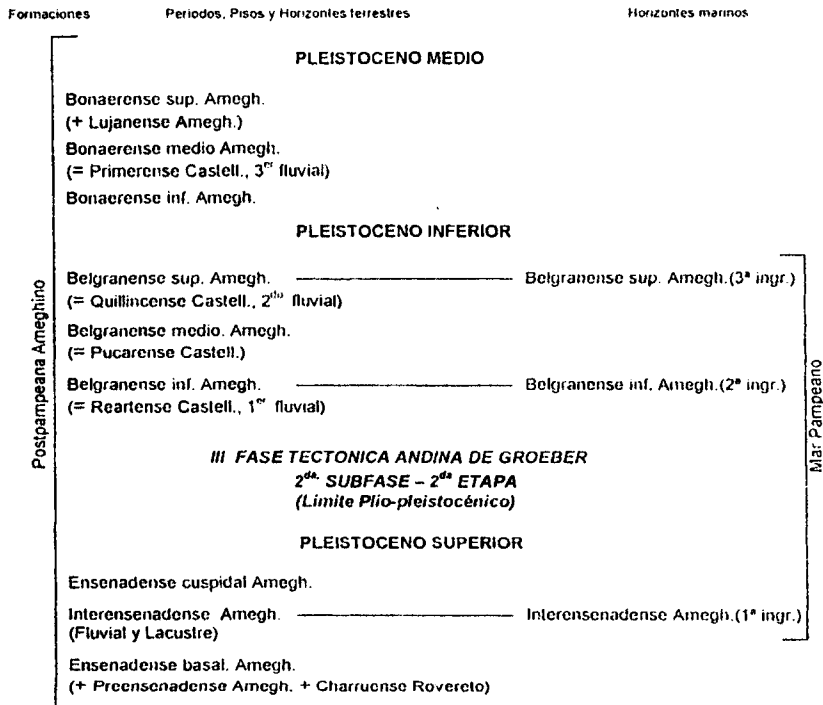 Formaciones Periodos, Pisos y Horizontes terrestres Horizontes marinos
PLEISTOCENO MEDIO
Bonaerense sup. Amegh.
(+ Lujanense Amegh.)
Bonaerense medio Amegh.
(= Primerense Castell., 3er fluvial)
Bonaerense inf. Amegh.
PLEISTOCENO INFERIOR
Belgranense sup. Amegh. Belgranense sup. Amegh.(3ª ingr.)
(= Quillincense Castell., 2do fluvial)
Belgranense medio. Amegh.
(= Pucarense Castell.)
Belgranense inf. Amegh. Belgranense inf. Amegh.(2ª ingr.)
(= Reartense Castell., 1er fluvial)
III FASE TECTONICA ANDINA DE GROEBER
2da. SUBFASE – 2da ETAPA
(Límite Plio-pleistocénico)
PLEISTOCENO SUPERIOR
Ensenadense cuspidal Amegh.
Interensenadense Amegh. Interensenadense Amegh.(1ª ingr.)
(Fluvial y Lacustre)
Ensenadense basal. Amegh.
(+ Preensenadense Amegh. + Charruense Rovereto)
Postpampeana Ameghino
Mar Pampeano